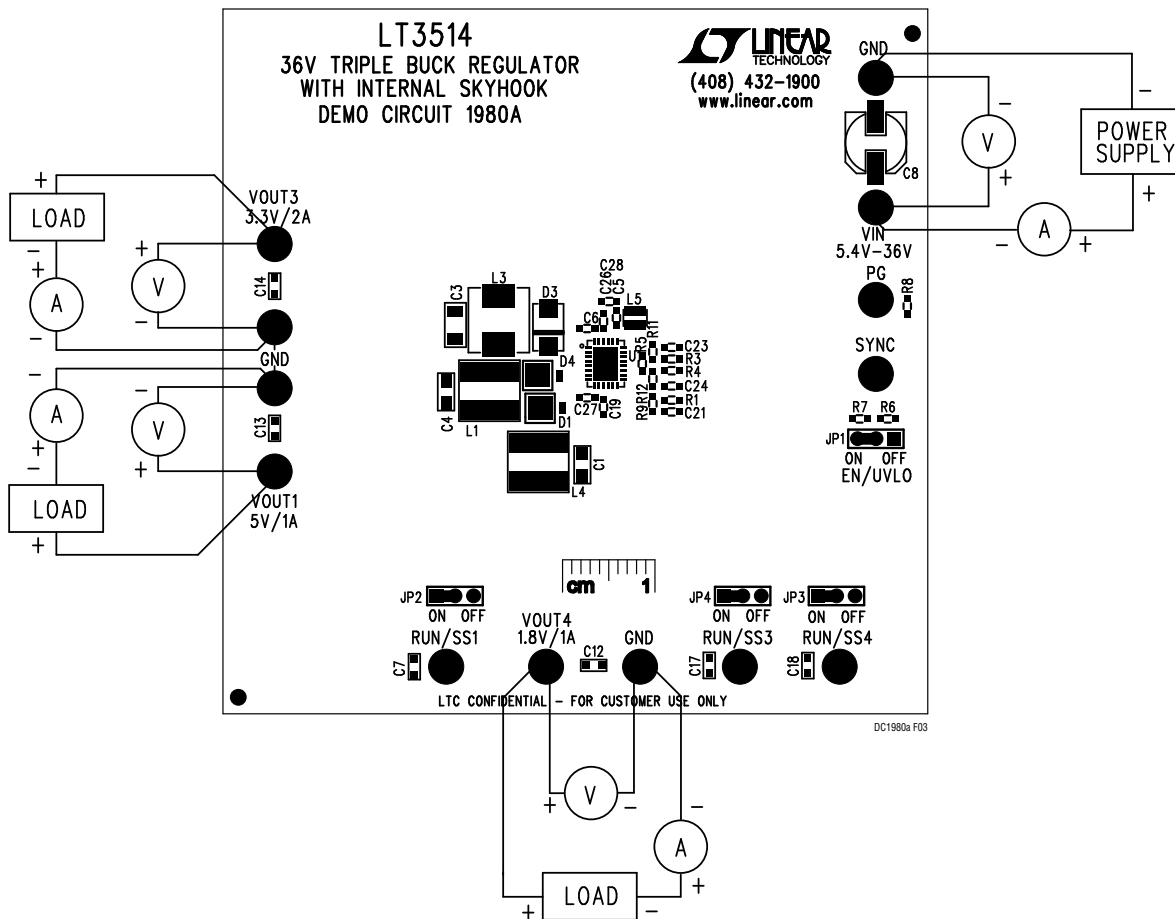 LT3514
36V TRIPLE BUCK REGULATOR
WITH INTERNAL SKYHOOK
DEMO CIRCUIT 1980A
LINEAR
TECHNOLOGY
(408) 432-1900
www.linear.com
GND
-
-
V
POWER
SUPPLY
C8
+
+
VIN
5.4V-36V
-
A
+
PG
R8
SYNC
R7
R6
JP1
ON
OFF
EN/UVLO
+
LOAD
-
+
A
-
VOUT3
3.3V/2A
+
V
-
C14
GND
-
A
+
-
V
+
C13
-
LOAD
+
VOUT1
5V/1A
C3
L3
D3
C26
C28
C5
L5
C6
R11
R5
U1
C23
R3
R4
C24
R1
C21
R12
R9
D4
C4
L1
D1
C27
C19
L4
C1
cm
1
JP2
ON
OFF
RUN/SS1
C7
VOUT4
1.8V/1A
C12
GND
JP4
ON
OFF
RUN/SS3
C17
JP3
ON
OFF
RUN/SS4
C18
LTC CONFIDENTIAL - FOR CUSTOMER USE ONLY
DC1980a F03
+
V
-
-
A
+
+
LOAD
-